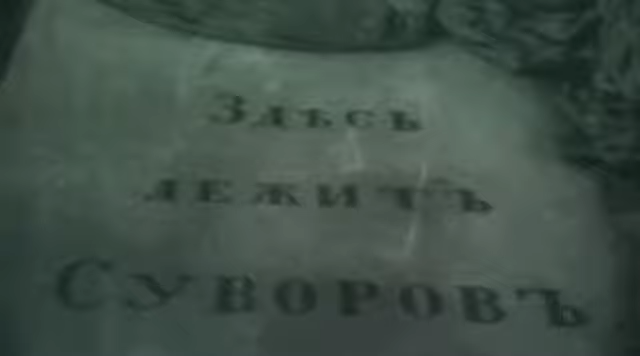 Здѣсь
лежитъ
Суворовъ